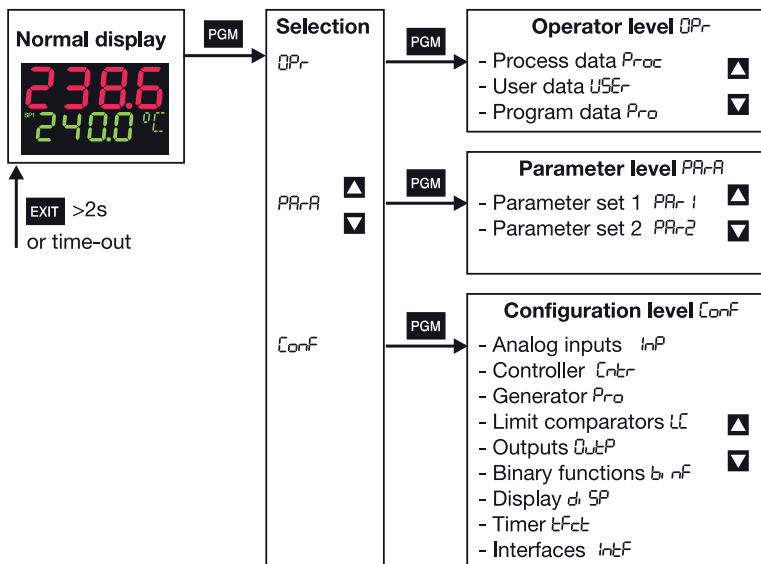 Normal display
238.6
SP1 240.0 °C
EXIT >2s
or time-out
PGM
Selection
OPr
PArA
ConF
PGM
Operator level OPr
- Process data Proc
- User data USEr
- Program data Pro
PGM
Parameter level PArA
- Parameter set 1 PAr1
- Parameter set 2 PAr2
PGM
Configuration level ConF
- Analog inputs InP
- Controller Cntr
- Generator Pro
- Limit comparators LC
- Outputs OutP
- Binary functions binF
- Display diSP
- Timer tFct
- Interfaces IntF